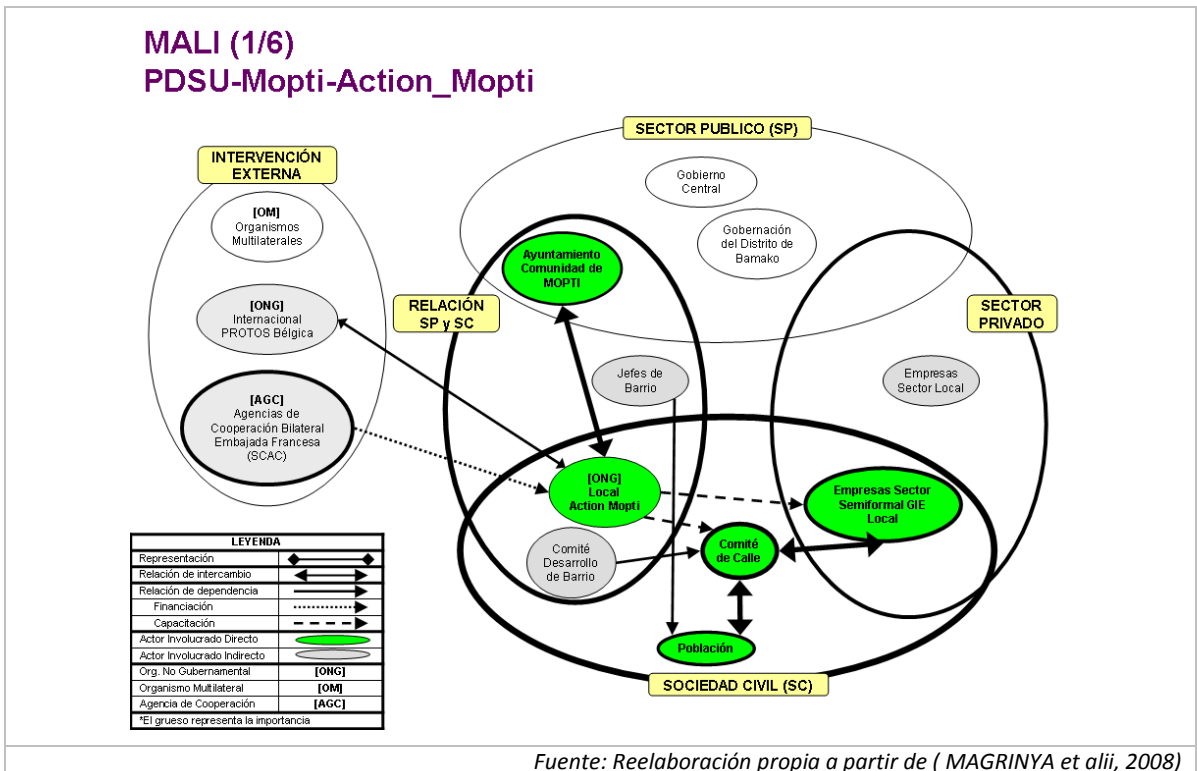 MALI (1/6)
PDSU-Mopti-Action_Mopti
SECTOR PUBLICO (SP)
INTERVENCIÓN
EXTERNA
Gobierno
Central
[OM]
Organismos
Multilaterales
Gobernación
del Distrito de
Bamako
Ayuntamiento
Comunidad de
MOPTI
[ONG]
Internacional
PROTOS Bélgica
RELACIÓN
SP y SC
SECTOR
PRIVADO
Jefes de
Barrio
Empresas
Sector Local
[AGC]
Agencias de
Cooperación Bilateral
Embajada Francesa
(SCAC)
[ONG]
Local
Action Mopti
Empresas Sector
Semiformal GIE
Local
Comité
de Calle
Comité
Desarrollo
de Barrio
Población
SOCIEDAD CIVIL (SC)
LEYENDA
Representación
Relación de intercambio
Relación de dependencia
Financiación
Capacitación
Actor Involucrado Directo
Actor Involucrado Indirecto
Org. No Gubernamental [ONG]
Organismo Multilateral [OM]
Agencia de Cooperación [AGC]
*El grueso representa la importancia
Fuente: Reelaboración propia a partir de ( MAGRINYA et alii, 2008)